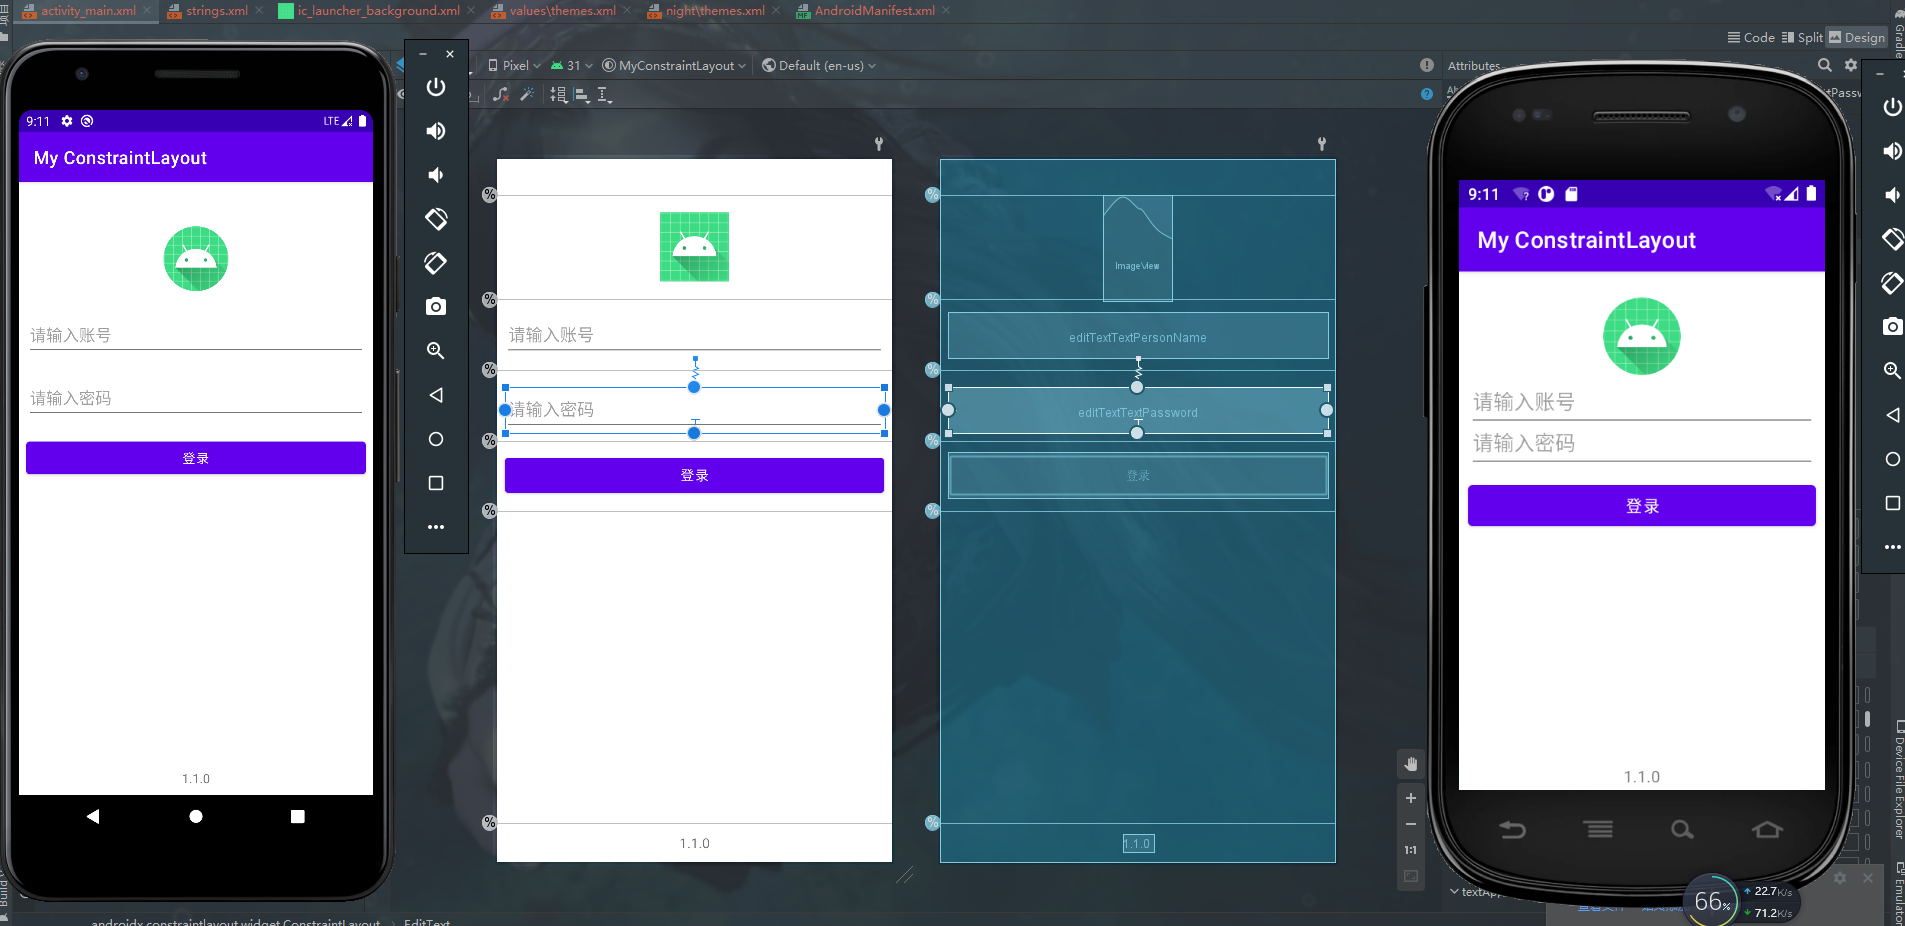 activity_main.xml
strings.xml
ic_launcher_background.xml
values\themes.xml
night\themes.xml
AndroidManifest.xml
Code
Split
Design
Pixel
31
MyConstraintLayout
Default (en-us)
Attributes
9:11
LTE
My ConstraintLayout
请输入账号
请输入密码
登录
1.1.0
%
请输入账号
%
请输入密码
%
登录
%
%
1.1.0
%
ImageView
%
editTextTextPersonName
%
editTextTextPassword
%
登录
%
%
1.1.0
9:11
My ConstraintLayout
请输入账号
请输入密码
登录
1.1.0
1:1
Gradle
Device File Explorer
Emulator
66%
22.7K/s
71.2K/s
androidx.constraintlayout.widget.ConstraintLayout
EditText